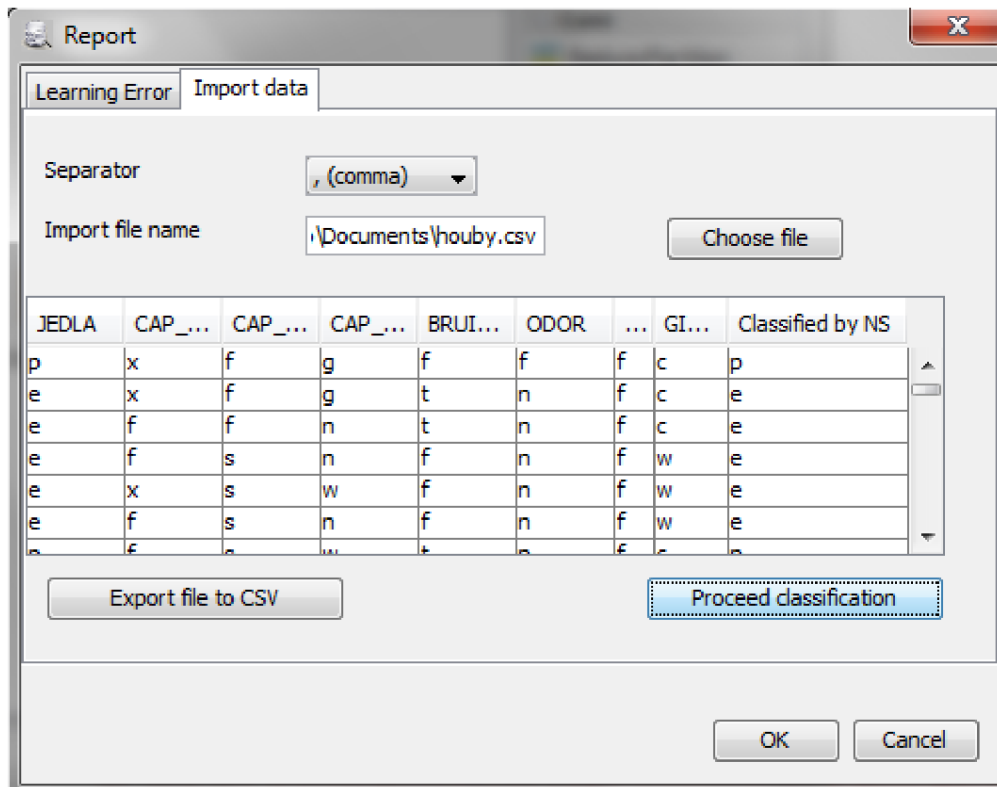 Report
Learning Error Import data
Separator , (comma)
Import file name \Documents\houby.csv Choose file
JEDLA CAP_... CAP_... CAP_... BRUI... ODOR ... GI... Classified by NS
p x f g f f f c p
e x f g t n f c e
e f f n t n f c e
e f s n f n f w e
e x s w f n f w e
e f s n f n f w e
Export file to CSV Proceed classification
OK Cancel